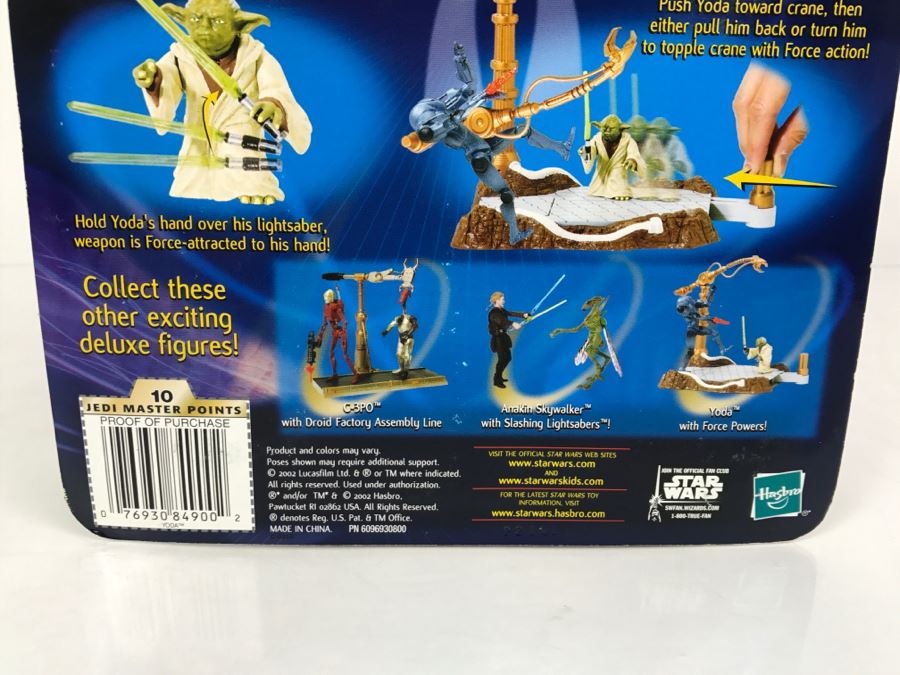 Push Yoda toward crane, then
either pull him back or turn him
to topple crane with Force action!
Hold Yoda's hand over his lightsaber,
weapon is Force-attracted to his hand!
Collect these
other exciting
deluxe figures!
C-3PO™
with Droid Factory Assembly Line
Anakin Skywalker™
with Slashing Lightsabers™!
Yoda™
with Force Powers!
10
JEDI MASTER POINTS
PROOF OF PURCHASE
0 76930 84900 2
YODA™
Product and colors may vary.
Poses shown may require additional support.
© 2002 Lucasfilm Ltd. & ® or TM where indicated.
All rights reserved. Used under authorization.
®* and/or TM* & © 2002 Hasbro,
Pawtucket RI 02862 USA. All Rights Reserved.
® denotes Reg. U.S. Pat. & TM Office.
MADE IN CHINA. PN 6096930800
VISIT THE OFFICIAL STAR WARS WEB SITES
www.starwars.com
AND
www.starwarskids.com
FOR THE LATEST STAR WARS TOY
INFORMATION, VISIT
www.starwars.hasbro.com
JOIN THE OFFICIAL FAN CLUB
STAR
WARS
SWFAN.WIZARDS.COM
1-800-TRUE-FAN
Hasbro